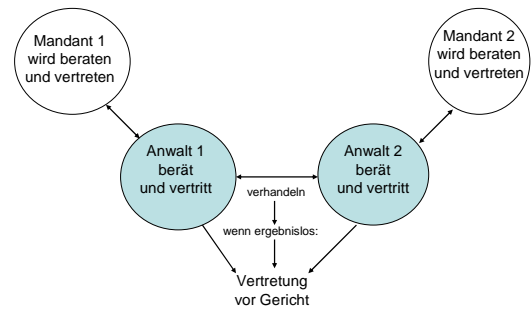 Mandant 1
wird beraten
und vertreten
Mandant 2
wird beraten
und vertreten
Anwalt 1
berät
und vertritt
Anwalt 2
berät
und vertritt
verhandeln
wenn ergebnislos:
Vertretung
vor Gericht